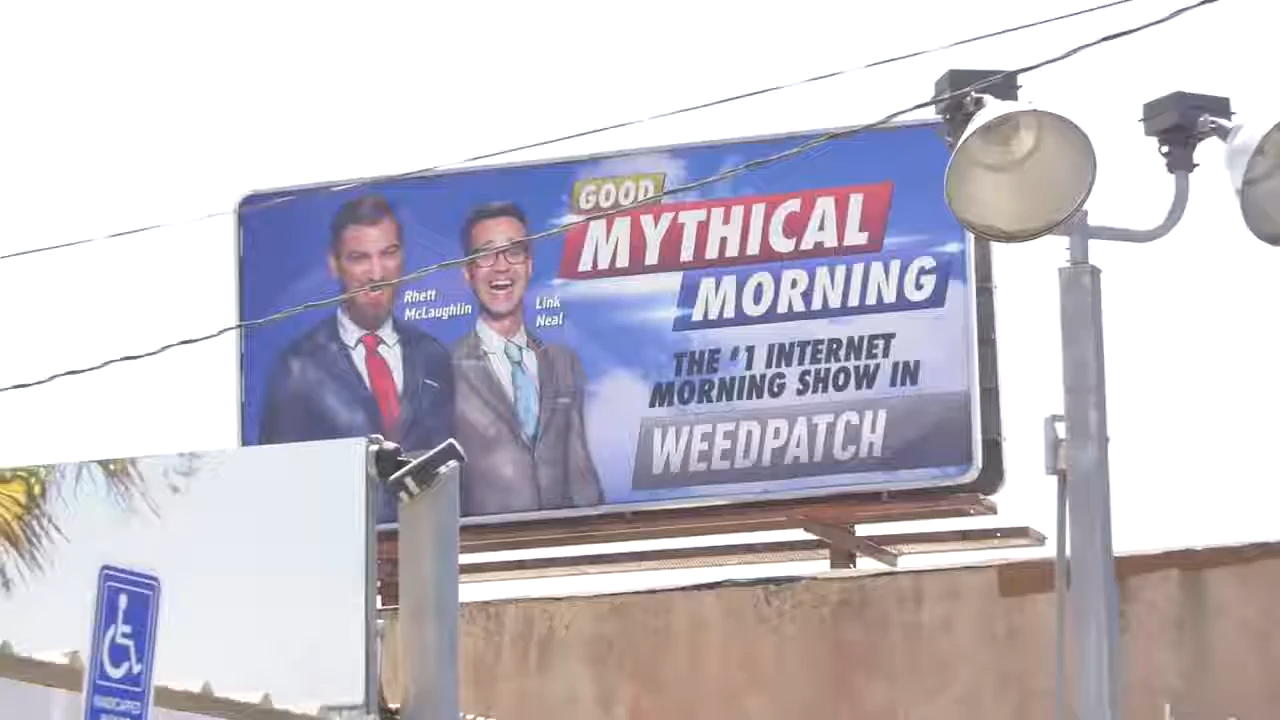 GOOD
MYTHICAL
MORNING
Rhett
McLaughlin
Link
Neal
THE #1 INTERNET
MORNING SHOW IN
WEEDPATCH